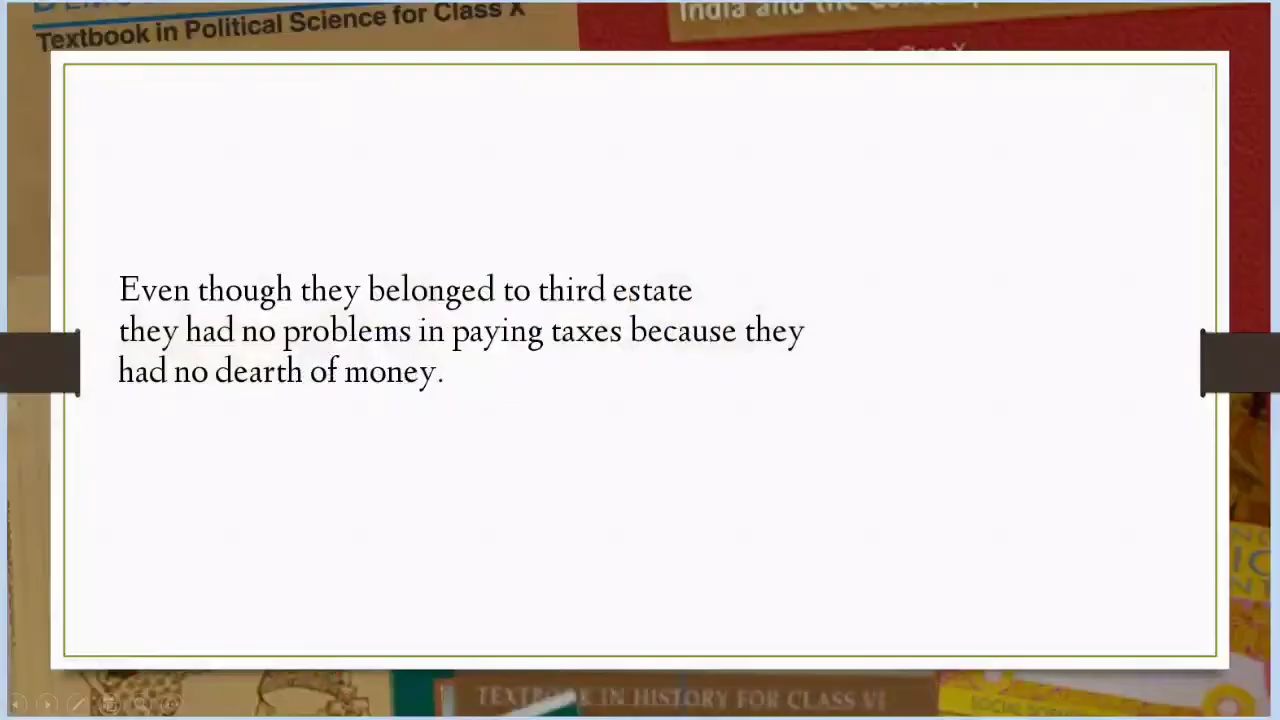 Textbook in Political Science for Class X
India and the
Even though they belonged to third estate
they had no problems in paying taxes because they
had no dearth of money.
TEXTBOOK IN HISTORY FOR CLASS VI